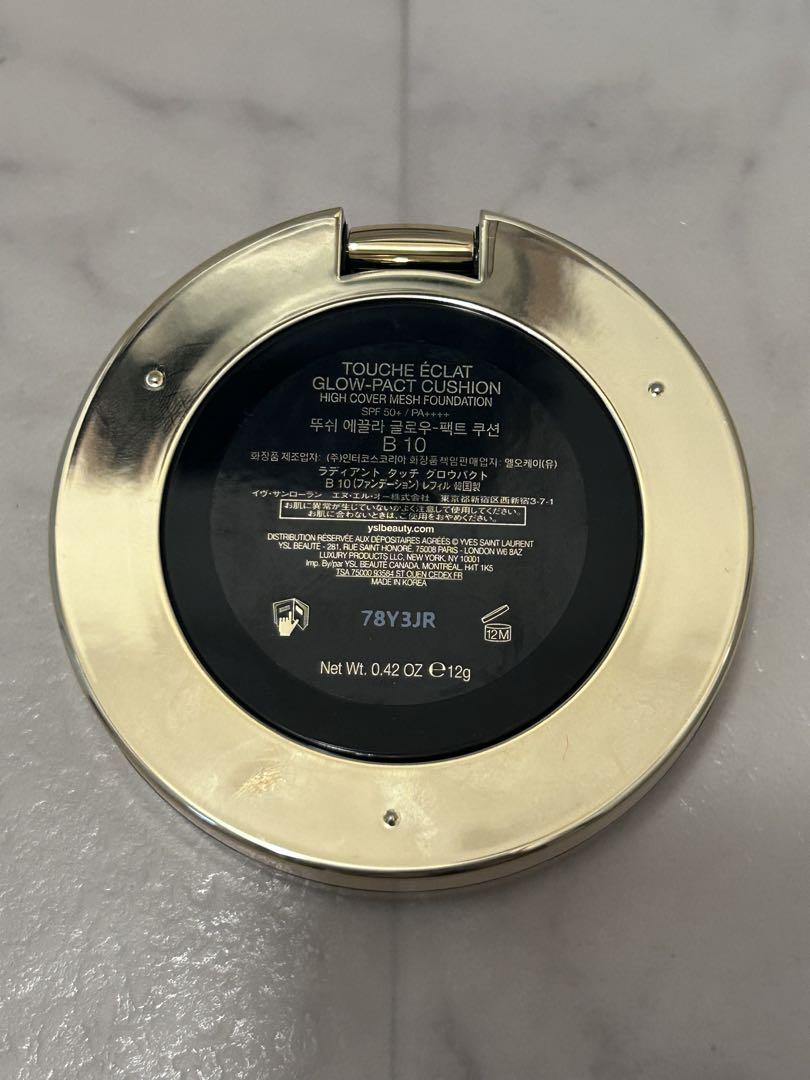 TOUCHE ÉCLAT
GLOW-PACT CUSHION
HIGH COVER MESH FOUNDATION
SPF 50+ / PA++++
뚜쉬 에끌라 글로우-팩트 쿠션
B 10
화장품 제조업자: (주)인터코스코리아 화장품책임판매업자: 엘오케이(유)
ラディアント タッチ グロウパクト
B 10 (ファンデーション) レフィル 韓国製
イヴ・サンローラン エヌ・エル・オー株式会社 東京都新宿区西新宿3-7-1
お肌に異常が生じていないかよく注意して使用してください。
お肌に合わないときは、ご使用をおやめください。
yslbeauty.com
DISTRIBUTION RÉSERVÉE AUX DÉPOSITAIRES AGRÉÉS © YVES SAINT LAURENT
YSL BEAUTÉ - 281, RUE SAINT HONORÉ, 75008 PARIS - LONDON W6 8AZ
LUXURY PRODUCTS LLC, NEW YORK, NY 10001
Imp. By/par YSL BEAUTÉ CANADA, MONTRÉAL, H4T 1K5
TSA 75000 93584 ST OUEN CEDEX FR
MADE IN KOREA
78Y3JR
12M
Net Wt. 0.42 OZ ℮12g